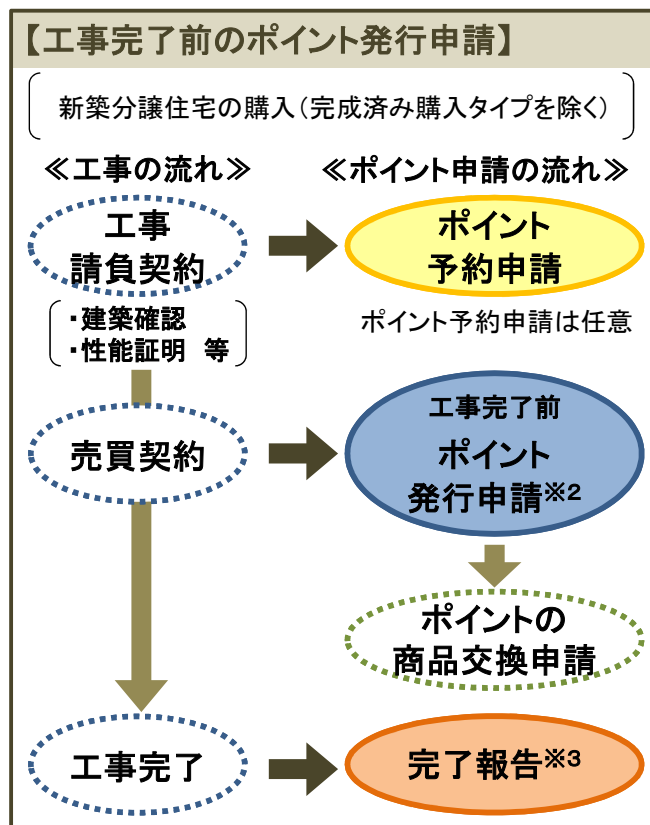 【工事完了前のポイント発行申請】
新築分譲住宅の購入（完成済み購入タイプを除く）
≪工事の流れ≫
≪ポイント申請の流れ≫
工事
請負契約
ポイント
予約申請
・建築確認
・性能証明　等
ポイント予約申請は任意
売買契約
工事完了前
ポイント
発行申請※2
ポイントの
商品交換申請
工事完了
完了報告※3